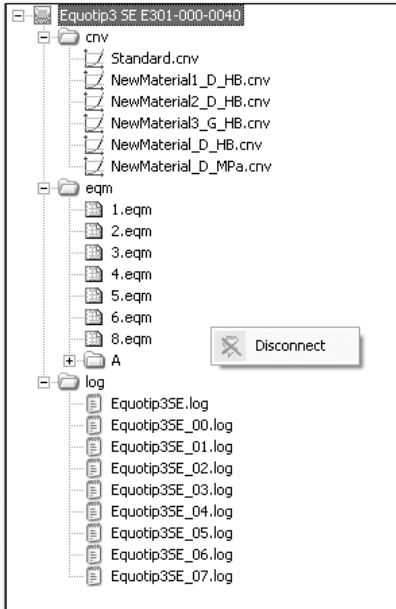 Equotip3 SE E301-000-0040
cnv
Standard.cnv
NewMaterial1_D_HB.cnv
NewMaterial2_D_HB.cnv
NewMaterial3_G_HB.cnv
NewMaterial_D_HB.cnv
NewMaterial_D_MPa.cnv
eqm
1.eqm
2.eqm
3.eqm
4.eqm
5.eqm
6.eqm
8.eqm
Disconnect
A
log
Equotip3SE.log
Equotip3SE_00.log
Equotip3SE_01.log
Equotip3SE_02.log
Equotip3SE_03.log
Equotip3SE_04.log
Equotip3SE_05.log
Equotip3SE_06.log
Equotip3SE_07.log